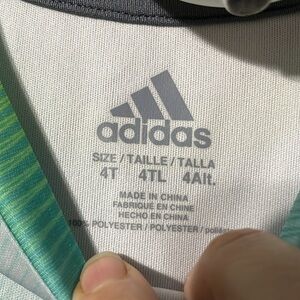 adidas
SIZE / TAILLE / TALLA
4T 4TL 4Alt.
MADE IN CHINA
FABRIQUÉ EN CHINE
HECHO EN CHINA
100% POLYESTER / POLYESTER /